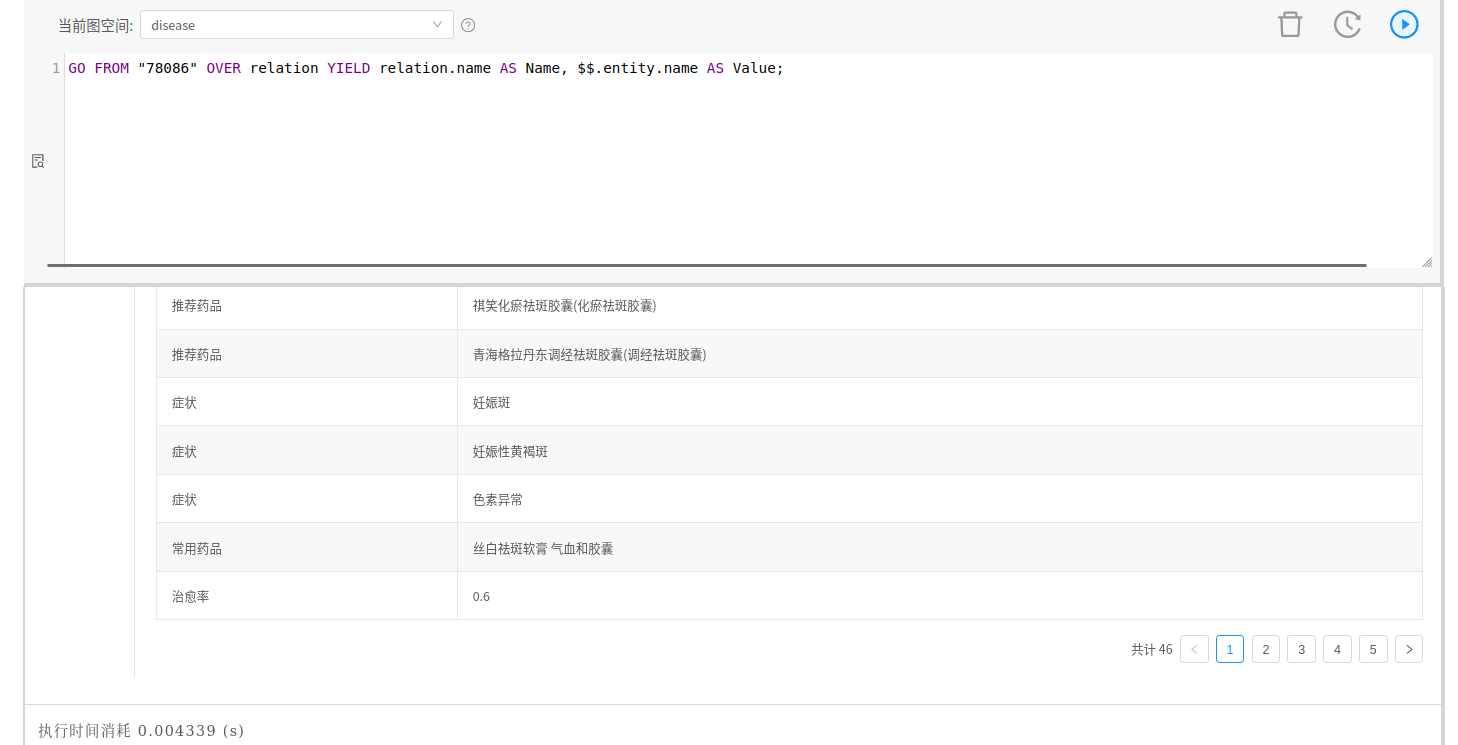 当前图空间: disease
1 GO FROM "78086" OVER relation YIELD relation.name AS Name, $$.entity.name AS Value;
推荐药品 祺笑化瘀祛斑胶囊(化瘀祛斑胶囊)
推荐药品 青海格拉丹东调经祛斑胶囊(调经祛斑胶囊)
症状 妊娠斑
症状 妊娠性黄褐斑
症状 色素异常
常用药品 丝白祛斑软膏 气血和胶囊
治愈率 0.6
共计 46 1 2 3 4 5
执行时间消耗 0.004339 (s)